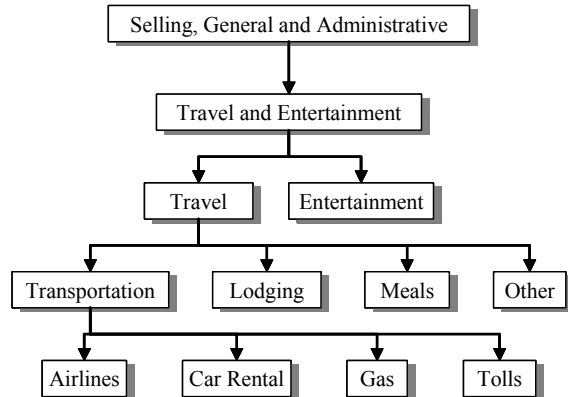 Selling, General and Administrative
Travel and Entertainment
Travel
Entertainment
Transportation
Lodging
Meals
Other
Airlines
Car Rental
Gas
Tolls